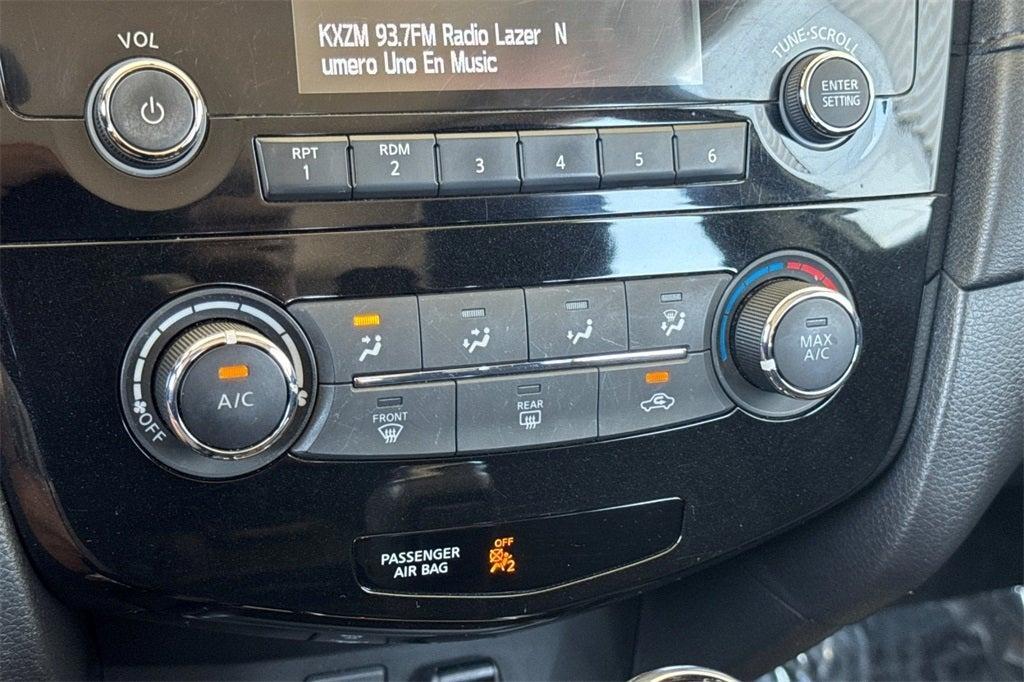 KXZM 93.7FM Radio Lazer N
umero Uno En Music
VOL
TUNE•SCROLL
ENTER
SETTING
RPT
1
RDM
2
3
4
5
6
A/C
OFF
MAX
A/C
FRONT
REAR
PASSENGER
AIR BAG
OFF
2